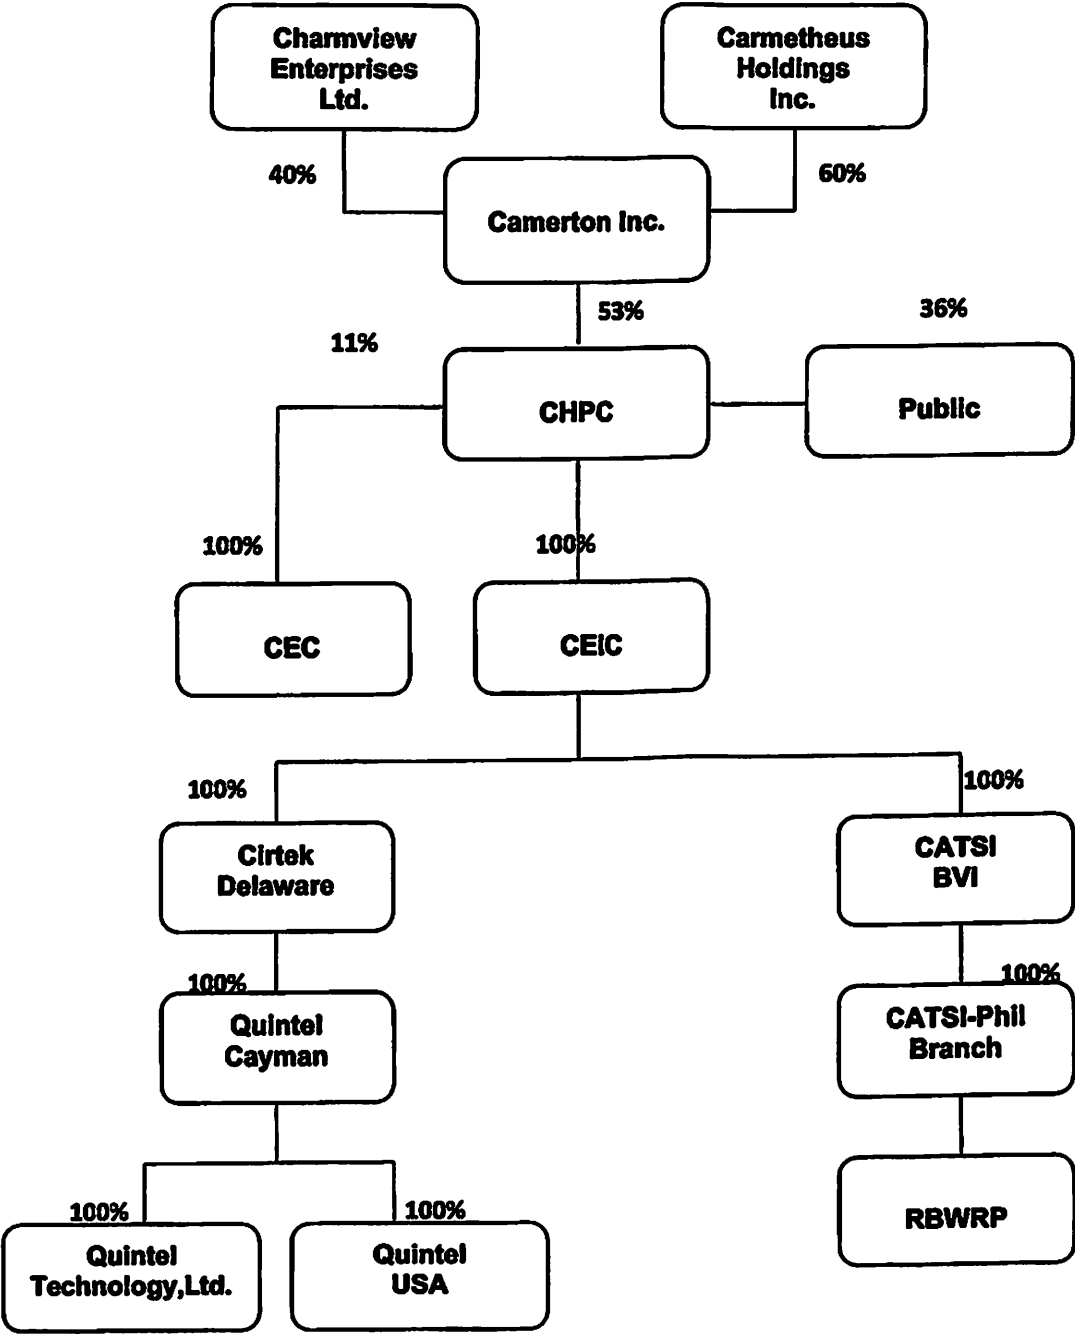 Charmview
Enterprises
Ltd.
Carmetheus
Holdings
Inc.
40%
60%
Camerton Inc.
53%
36%
11%
CHPC
Public
100%
100%
CEC
CEIC
100%
100%
Cirtek
Delaware
CATSI
BVI
100%
100%
Quintel
Cayman
CATSI-Phil
Branch
100%
100%
Quintel
Technology,Ltd.
Quintel
USA
RBWRP